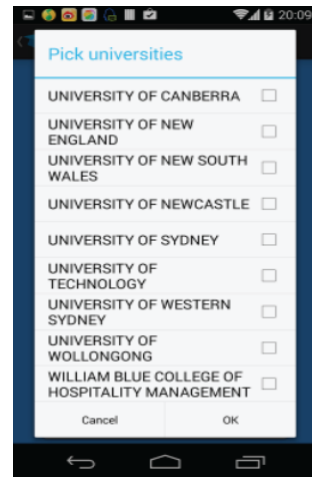 20:09
Pick universities
UNIVERSITY OF CANBERRA
UNIVERSITY OF NEW
ENGLAND
UNIVERSITY OF NEW SOUTH
WALES
UNIVERSITY OF NEWCASTLE
UNIVERSITY OF SYDNEY
UNIVERSITY OF
TECHNOLOGY
UNIVERSITY OF WESTERN
SYDNEY
UNIVERSITY OF
WOLLONGONG
WILLIAM BLUE COLLEGE OF
HOSPITALITY MANAGEMENT
Cancel OK